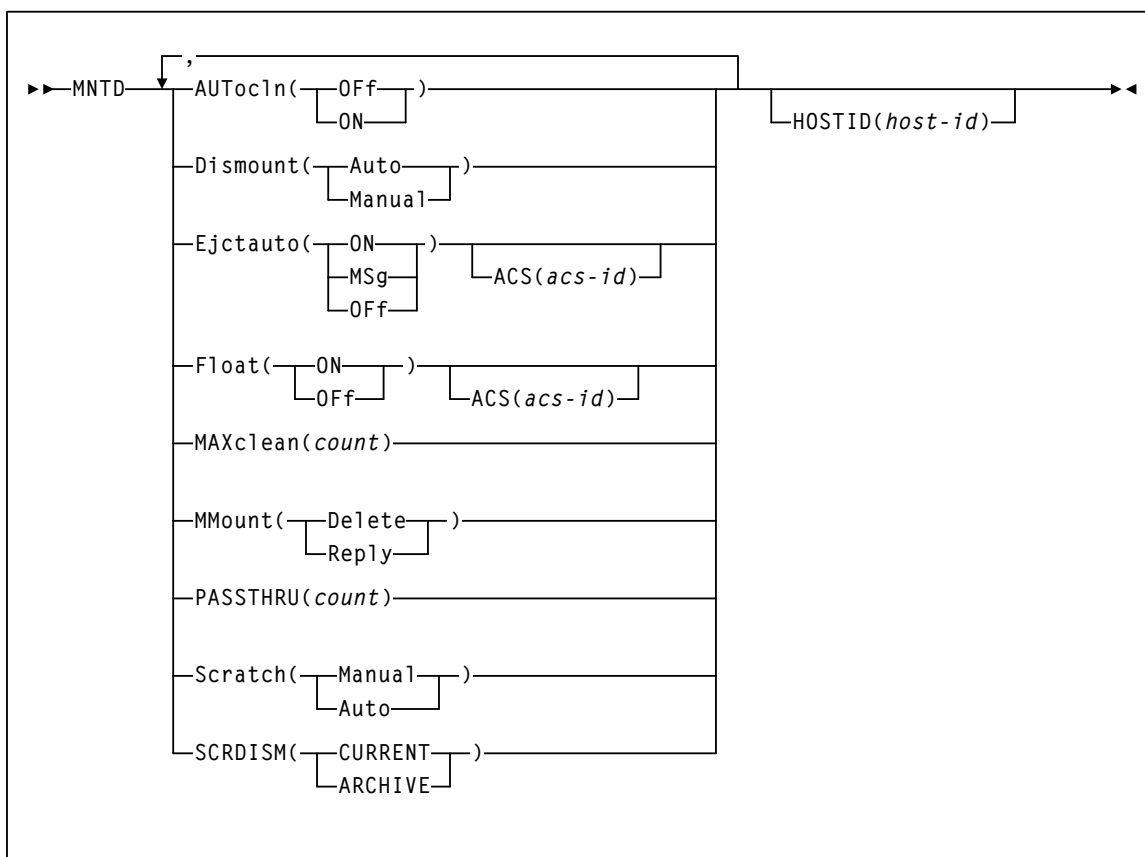 ,
MNTD AUTocln( OFf )
ON
HOSTID(host-id)
Dismount( Auto )
Manual
Ejctauto( ON )
MSg
OFf
ACS(acs-id)
Float( ON )
OFf
ACS(acs-id)
MAXclean(count)
MMount( Delete )
Reply
PASSTHRU(count)
Scratch( Manual )
Auto
SCRDISM( CURRENT )
ARCHIVE